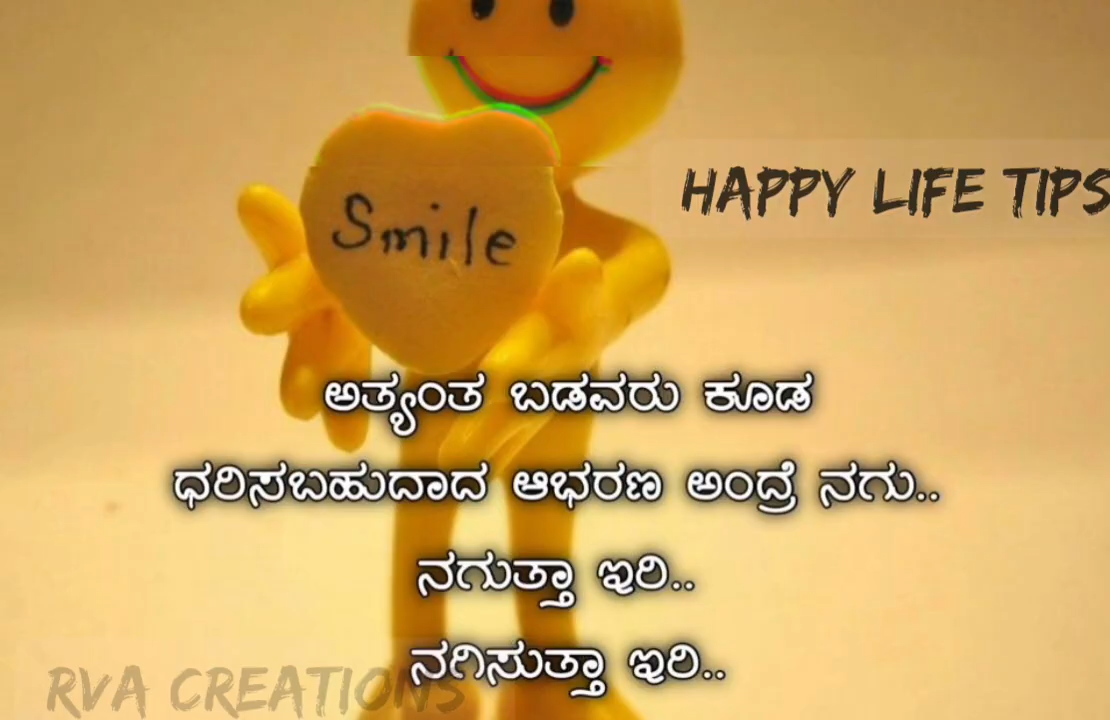 Smile
HAPPY LIFE TIPS
ಅತ್ಯಂತ ಬಡವರು ಕೂಡ
ಧರಿಸಬಹುದಾದ ಆಭರಣ ಅಂದ್ರೆ ನಗು..
ನಗುತ್ತಾ ಇರಿ..
ನಗಿಸುತ್ತಾ ಇರಿ..
RVA CREATIONS